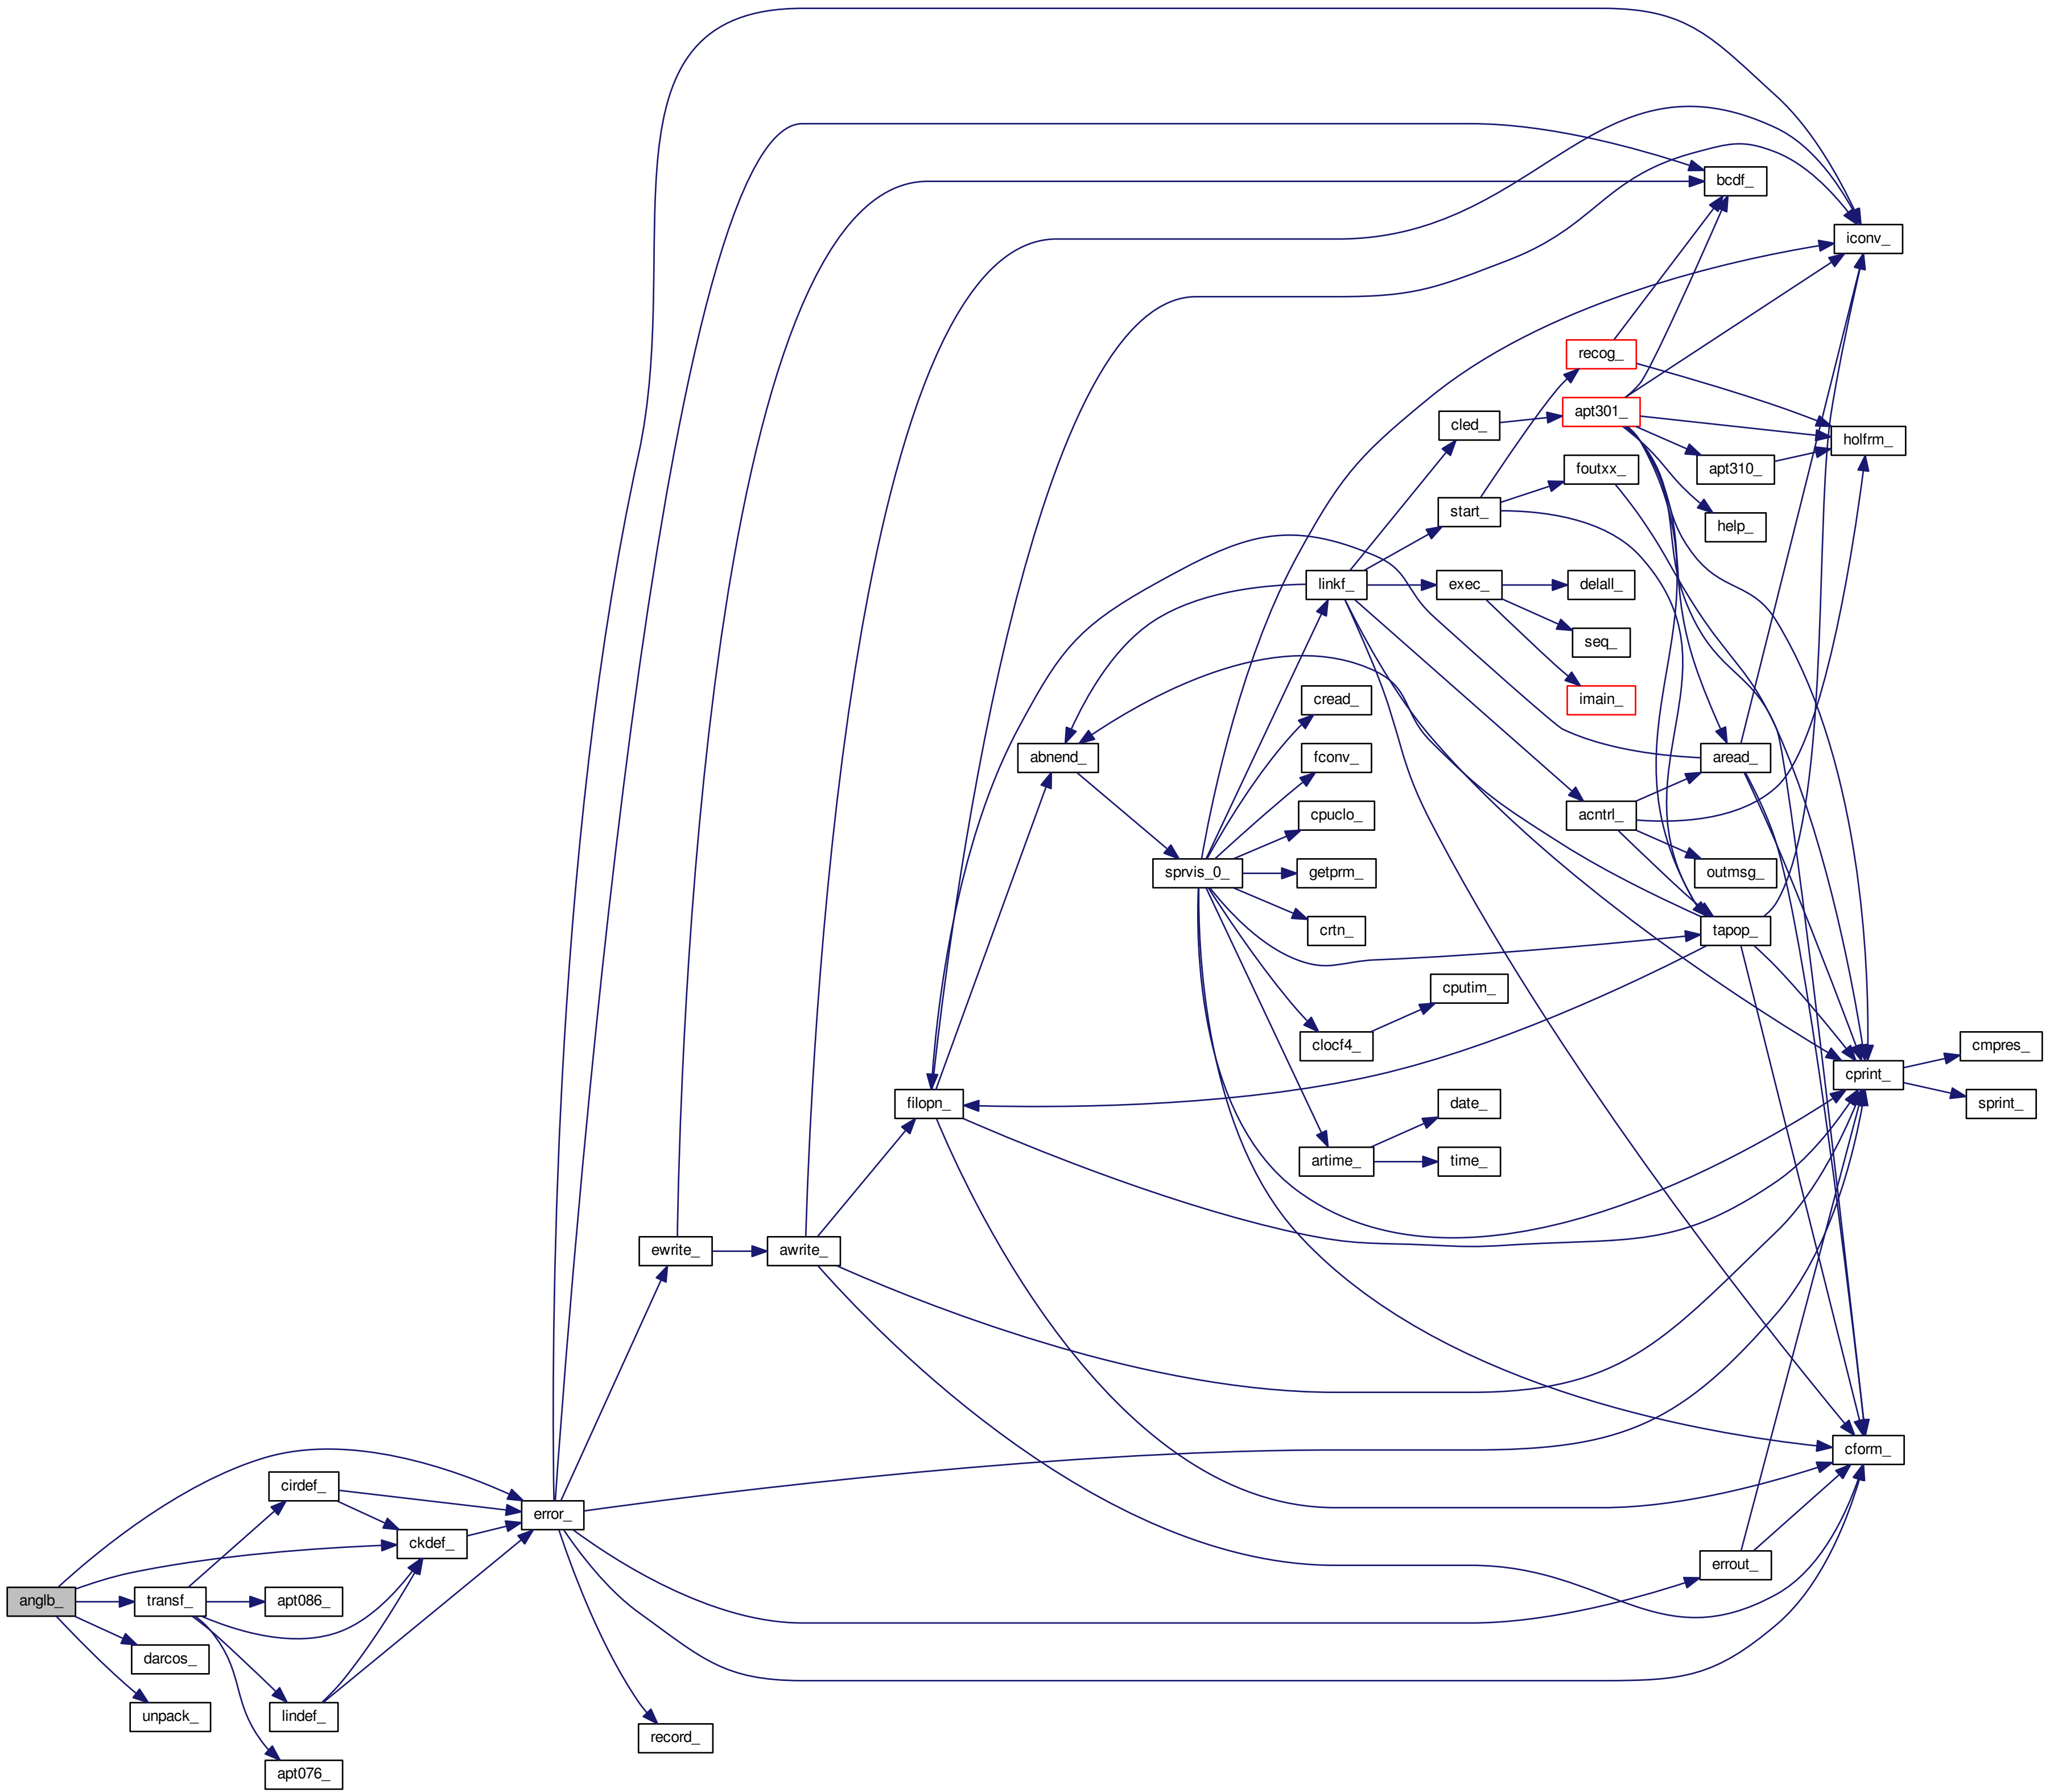 bcdf_
iconv_
recog_
apt301_
cled_
holfrm_
apt310_
foutxx_
start_
help_
linkf_
exec_
delall_
seq_
cread_
imain_
abnend_
fconv_
aread_
cpuclo_
acntrl_
sprvis_0_
getprm_
outmsg_
crtn_
tapop_
cputim_
clocf4_
cmpres_
cprint_
filopn_
date_
sprint_
artime_
time_
ewrite_
awrite_
cform_
cirdef_
error_
ckdef_
errout_
anglb_
transf_
apt086_
darcos_
unpack_
lindef_
record_
apt076_